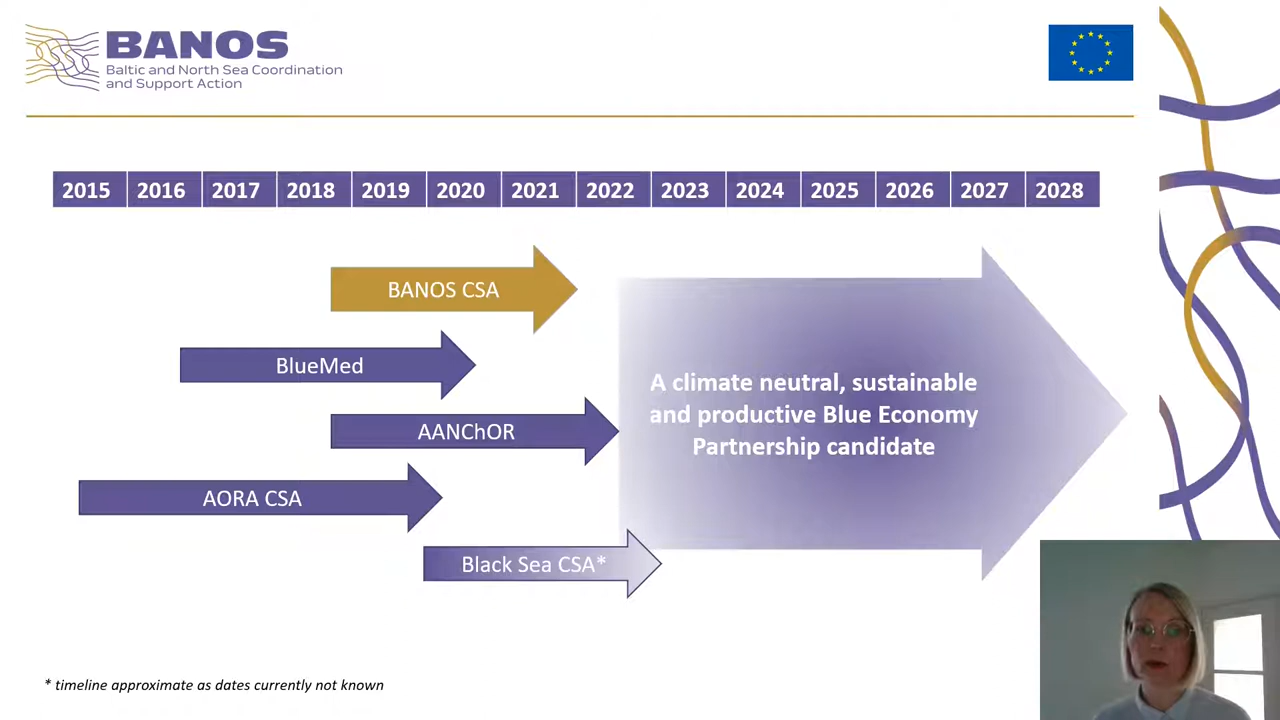 BANOS
Baltic and North Sea Coordination
and Support Action
2015 2016 2017 2018 2019 2020 2021 2022 2023 2024 2025 2026 2027 2028
BANOS CSA
BlueMed
AANChOR
AORA CSA
Black Sea CSA*
A climate neutral, sustainable
and productive Blue Economy
Partnership candidate
* timeline approximate as dates currently not known